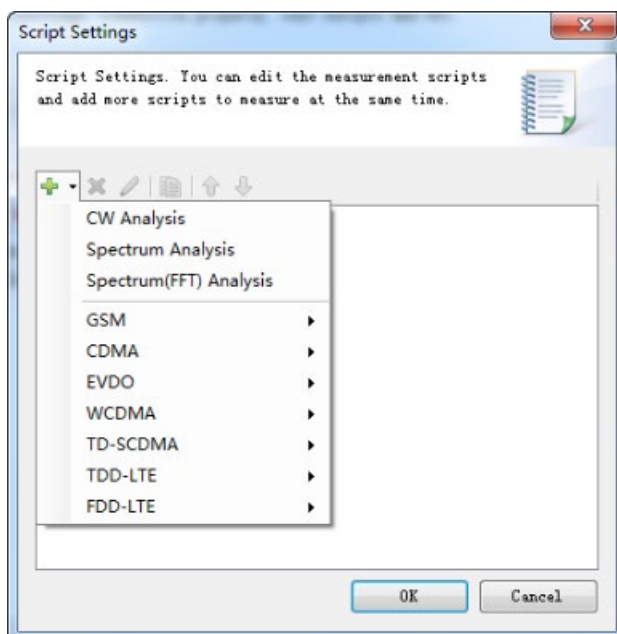 Script Settings
Script Settings. You can edit the measurement scripts
and add more scripts to measure at the same time.
CW Analysis
Spectrum Analysis
Spectrum(FFT) Analysis
GSM
CDMA
EVDO
WCDMA
TD-SCDMA
TDD-LTE
FDD-LTE
OK
Cancel